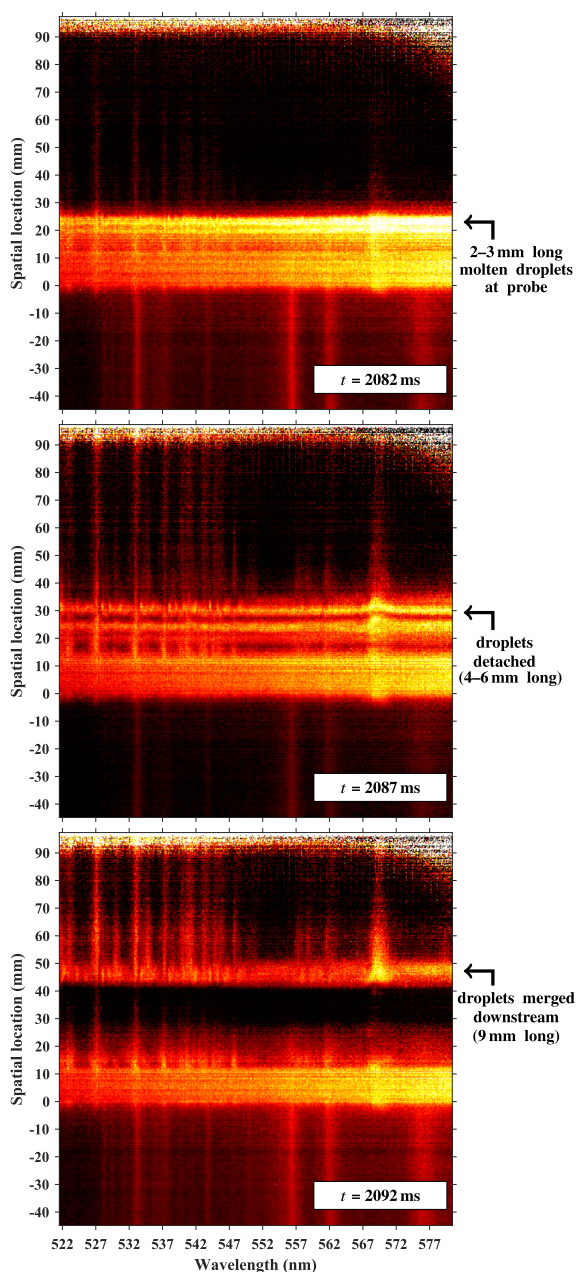 90
80
70
60
50
40
30
20
10
0
-10
-20
-30
-40
Spatial location (mm)
2–3 mm long
molten droplets
at probe
t = 2082 ms
90
80
70
60
50
40
30
20
10
0
-10
-20
-30
-40
Spatial location (mm)
droplets
detached
(4–6 mm long)
t = 2087 ms
90
80
70
60
50
40
30
20
10
0
-10
-20
-30
-40
Spatial location (mm)
droplets merged
downstream
(9 mm long)
t = 2092 ms
522 527 532 537 542 547 552 557 562 567 572 577
Wavelength (nm)